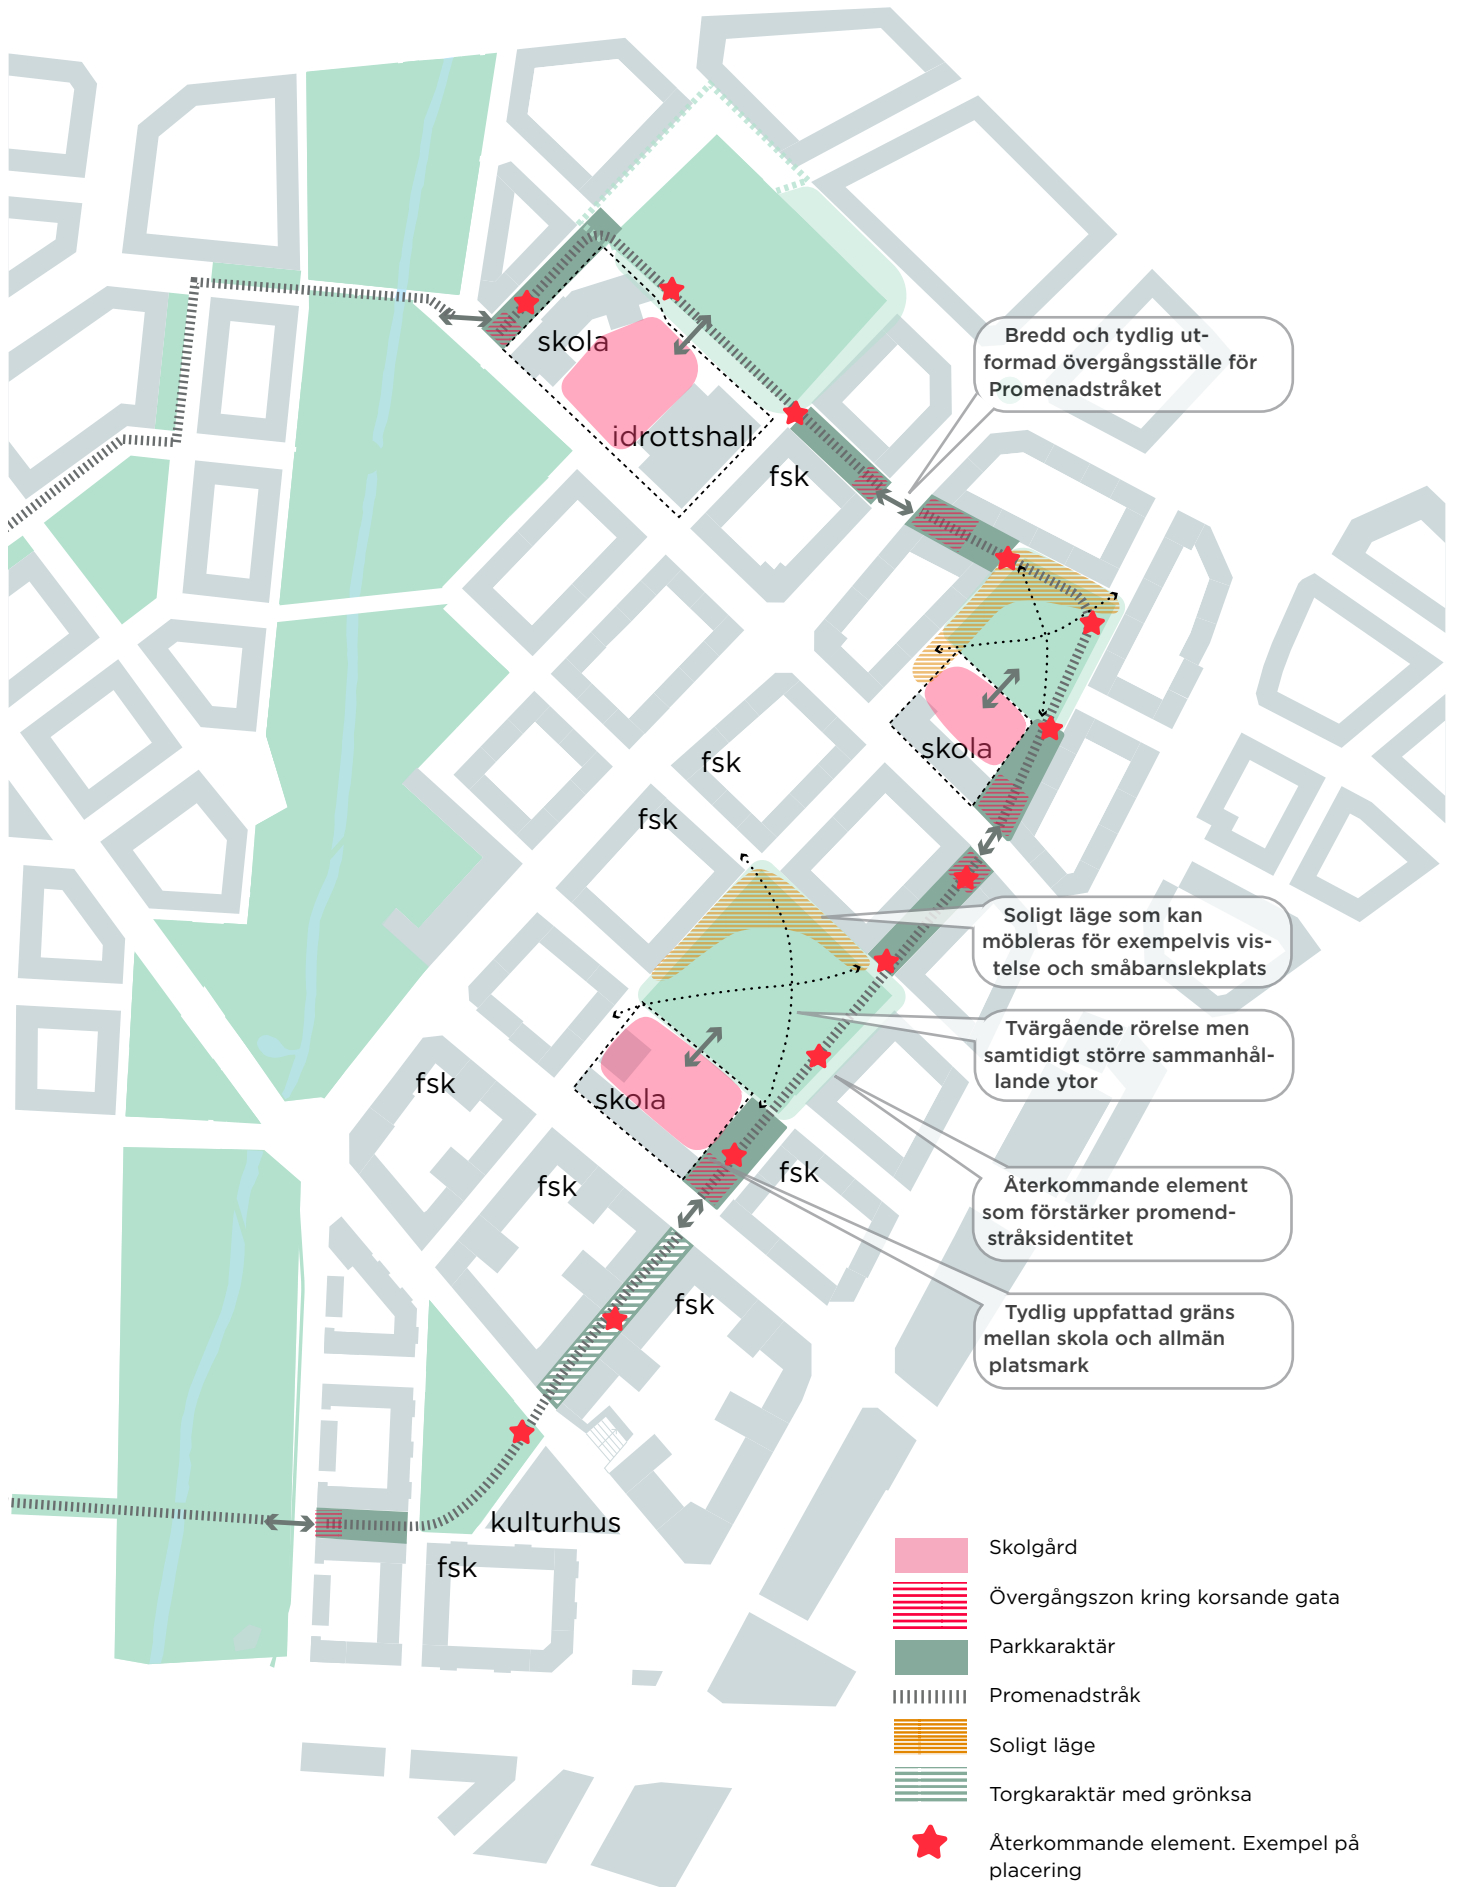 skola
Bredd och tydlig ut-
formad övergångsställe för
Promenadstråket
idrottshall
fsk
skola
fsk
fsk
Soligt läge som kan
möbleras för exempelvis vis-
telse och småbarnslekplats
Tvärgående rörelse men
samtidigt större sammanhål-
lande ytor
fsk
skola
fsk
fsk
Återkommande element
som förstärker promend-
stråksidentitet
fsk
Tydlig uppfattad gräns
mellan skola och allmän
platsmark
kulturhus
fsk
Skolgård
Övergångszon kring korsande gata
Parkkaraktär
Promenadstråk
Soligt läge
Torgkaraktär med grönksa
Återkommande element. Exempel på
placering